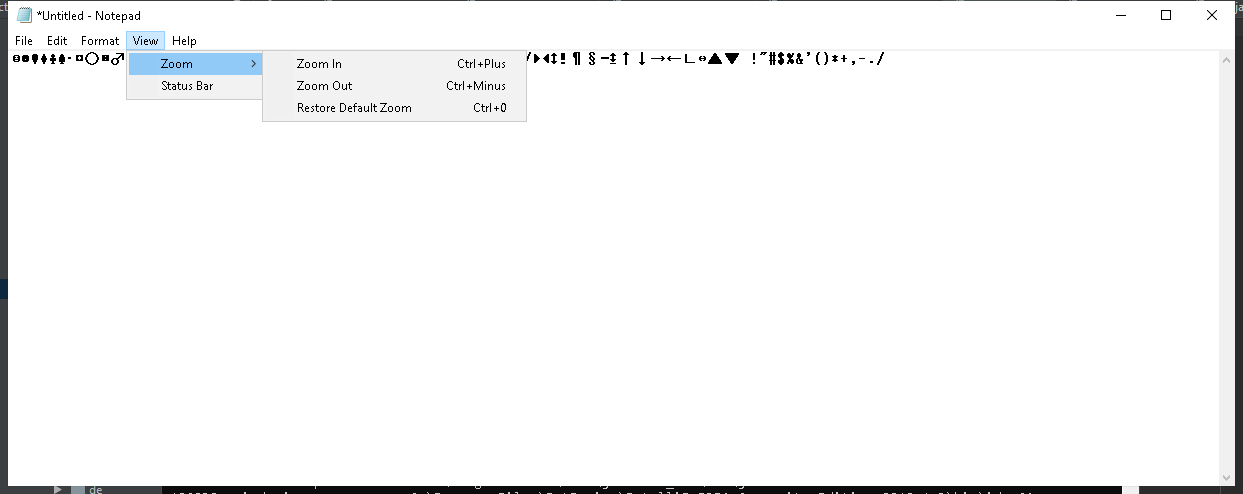 *Untitled - Notepad
File Edit Format View Help
►◄↕‼¶§▬↨↑↓→←∟↔▲▼ !"#$%&'()*+,-./
Zoom
Status Bar
Zoom In Ctrl+Plus
Zoom Out Ctrl+Minus
Restore Default Zoom Ctrl+0
de